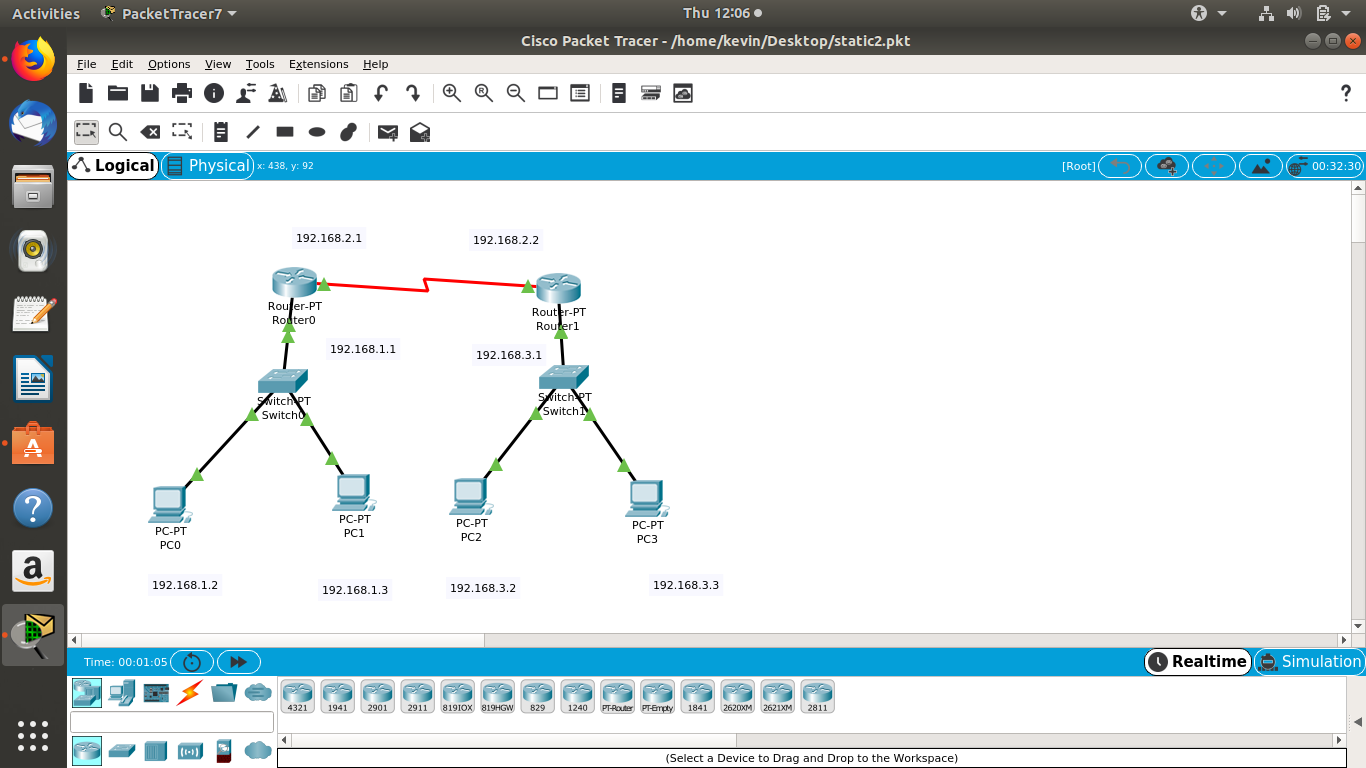 Activities PacketTracer7 Thu 12:06
Cisco Packet Tracer - /home/kevin/Desktop/static2.pkt
File Edit Options View Tools Extensions Help
?
Logical Physical x: 438, y: 92 [Root] 00:32:30
192.168.2.1 192.168.2.2
Router-PT
Router0
Router-PT
Router1
192.168.1.1 192.168.3.1
Switch-PT
Switch0
Switch-PT
Switch1
PC-PT
PC0
PC-PT
PC1
PC-PT
PC2
PC-PT
PC3
192.168.1.2 192.168.1.3 192.168.3.2 192.168.3.3
Time: 00:01:05 Realtime Simulation
4321 1941 2901 2911 819IOX 819HGW 829 1240 PT-Router PT-Empty 1841 2620XM 2621XM 2811
(Select a Device to Drag and Drop to the Workspace)